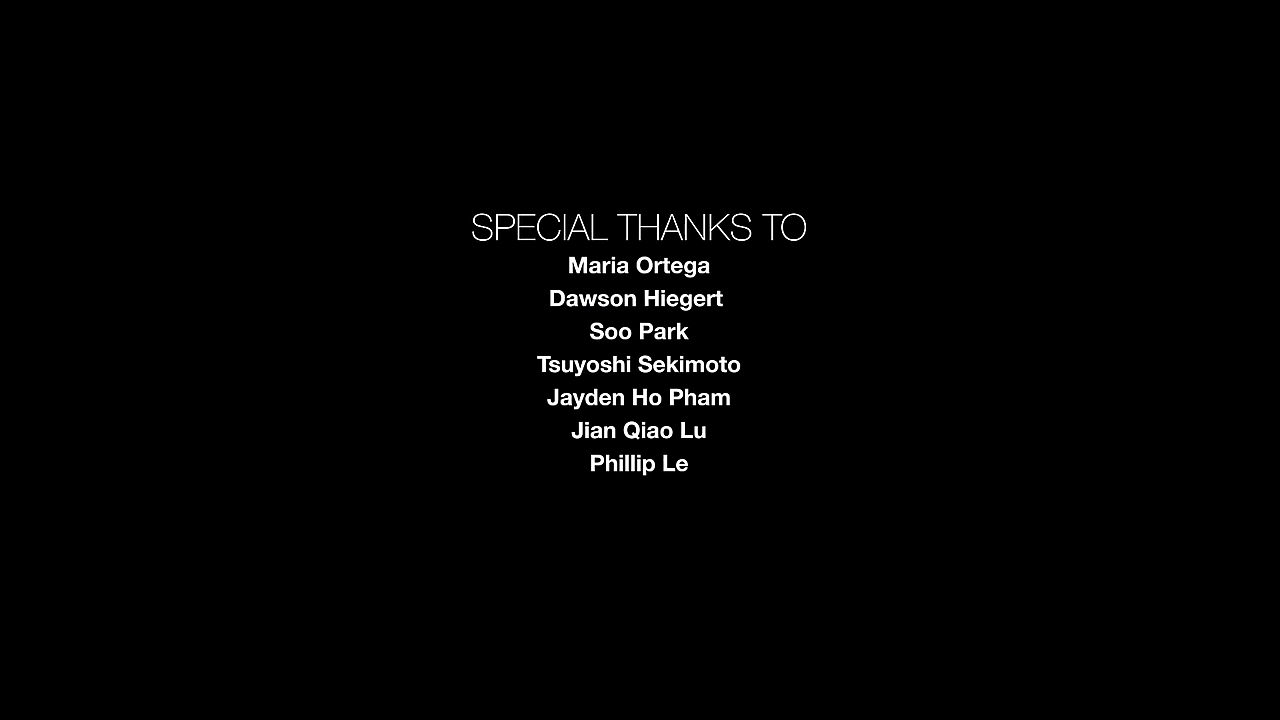 SPECIAL THANKS TO
Maria Ortega
Dawson Hiegert
Soo Park
Tsuyoshi Sekimoto
Jayden Ho Pham
Jian Qiao Lu
Phillip Le